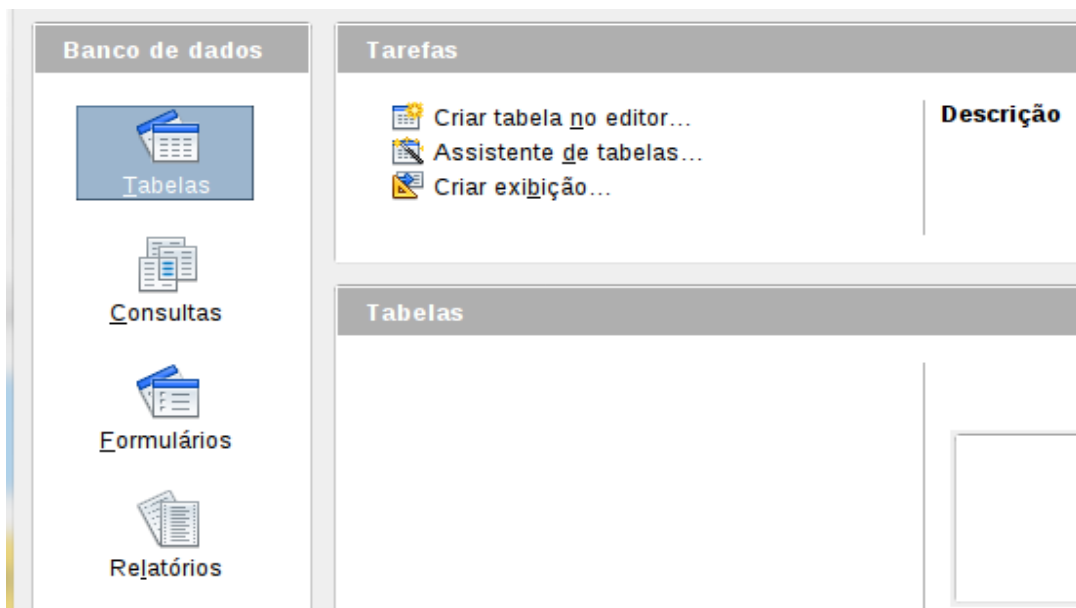 Banco de dados
Tabelas
Consultas
Formulários
Relatórios
Tarefas
Criar tabela no editor...
Assistente de tabelas...
Criar exibição...
Descrição
Tabelas